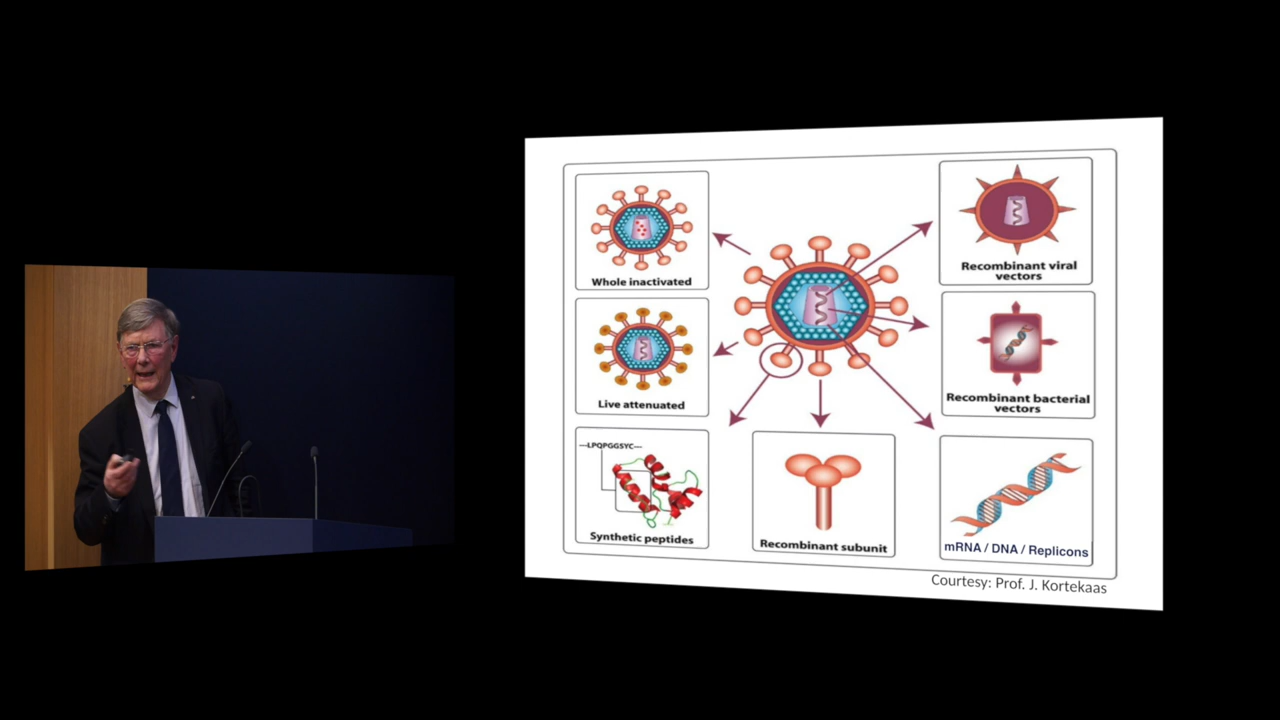 Whole inactivated
Recombinant viral
vectors
Live attenuated
Recombinant bacterial
vectors
---LPQPGGSYC---
Synthetic peptides
Recombinant subunit
mRNA / DNA / Replicons
Courtesy: Prof. J. Kortekaas